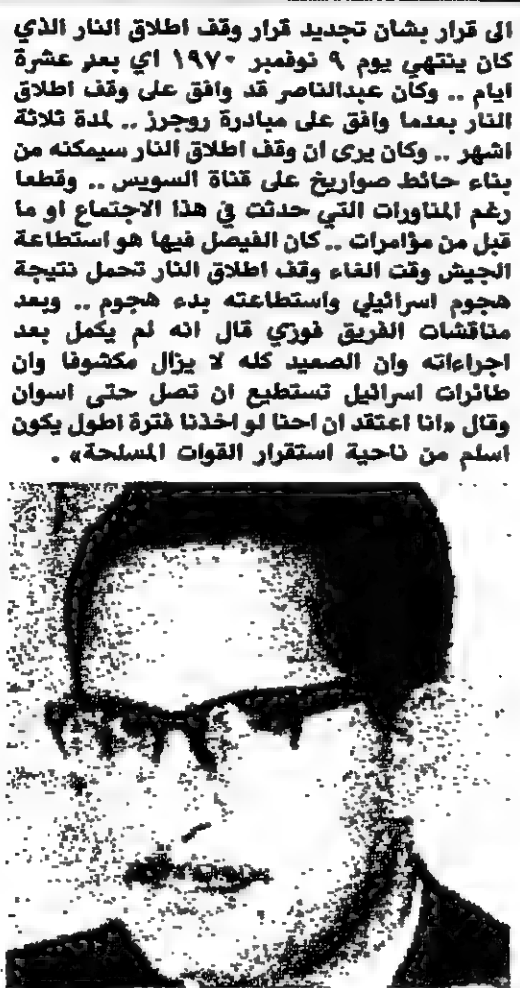 الى قرار بشان تجديد قرار وقف اطلاق النار الذي
كان ينتهي يوم ٩ نوفمبر ١٩٧٠ اي بعد عشرة
ايام .. وكان عبدالناصر قد وافق على وقف اطلاق
النار بعدما وافق على مبادرة روجرز .. لمدة ثلاثة
اشهر .. وكان يرى ان وقف اطلاق النار سيمكنه من
بناء حائط صواريخ على قناة السويس .. وقطعا
رغم المناورات التي حدثت في هذا الاجتماع او ما
قبل من مؤامرات .. كان الفيصل فيها هو استطاعة
الجيش وقت الغاء وقف اطلاق النار تحمل نتيجة
هجوم اسرائيلي واستطاعته بدء هجوم .. وبعد
مناقشات الفريق فوزي قال انه لم يكمل بعد
اجراءاته وان الصعيد كله لا يزال مكشوفا وان
طائرات اسرائيل تستطيع ان تصل حتى اسوان
وقال «انا اعتقد ان احنا لو اخذنا فترة اطول يكون
اسلم من ناحية استقرار القوات المسلحة» .